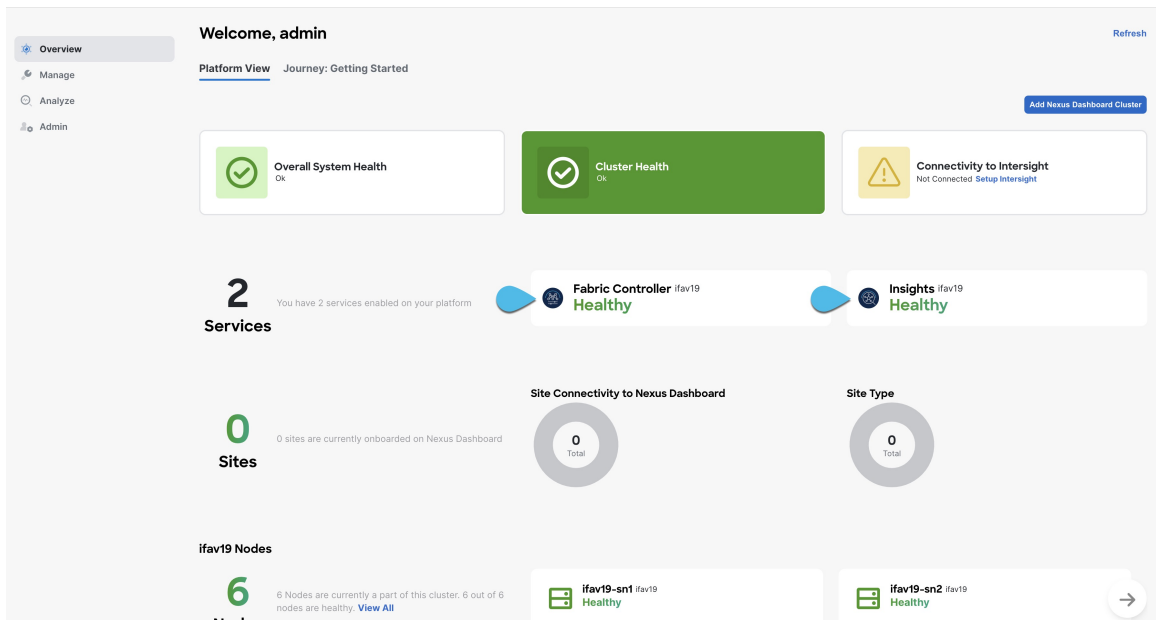 Welcome, admin
Refresh
Overview
Manage
Analyze
Admin
Platform View
Journey: Getting Started
Add Nexus Dashboard Cluster
Overall System Health
Ok
Cluster Health
Ok
Connectivity to Intersight
Not Connected Setup Intersight
2
Services
You have 2 services enabled on your platform
Fabric Controller ifav19
Healthy
Insights ifav19
Healthy
0
Sites
0 sites are currently onboarded on Nexus Dashboard
Site Connectivity to Nexus Dashboard
0
Total
Site Type
0
Total
ifav19 Nodes
6
6 Nodes are currently a part of this cluster. 6 out of 6
nodes are healthy. View All
ifav19-sn1 ifav19
Healthy
ifav19-sn2 ifav19
Healthy